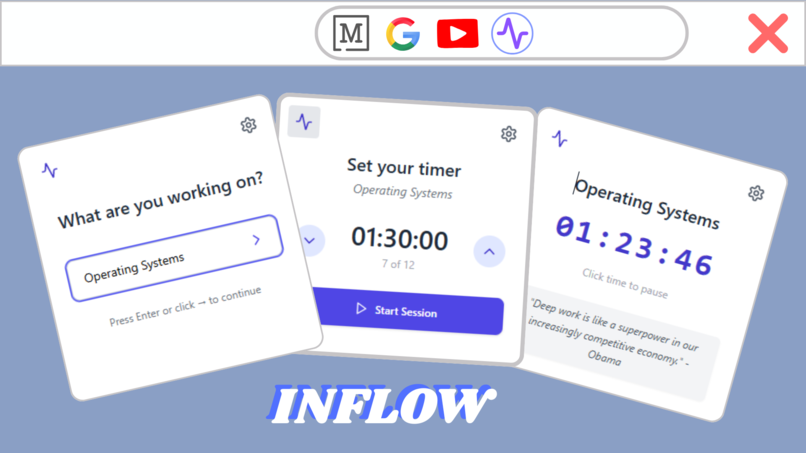 M
What are you working on?
Operating Systems
Press Enter or click → to continue
Set your timer
Operating Systems
01:30:00
7 of 12
Start Session
Operating Systems
01:23:46
Click time to pause
"Deep work is like a superpower in our
increasingly competitive economy." -
Obama
INFLOW